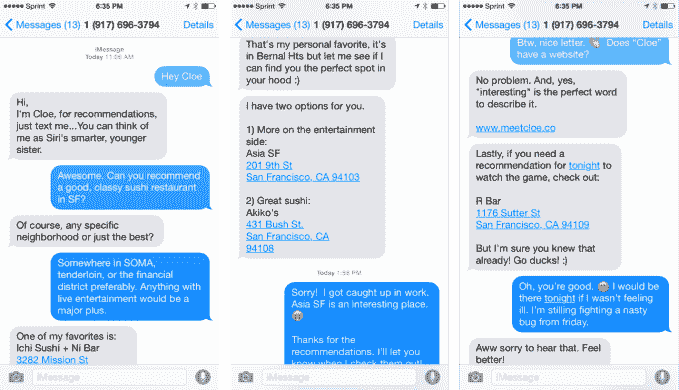 Sprint
6:35 PM
Messages (13) 1 (917) 696-3794 Details
iMessage
Today 11:26 AM
Hey Cloe
Hi,
I'm Cloe, for recommendations,
just text me...You can think of
me as Siri's smarter, younger
sister.
Awesome. Can you recommend
a good, classy sushi restaurant
in SF?
Of course, any specific
neighborhood or just the best?
Somewhere in SOMA,
tenderloin, or the financial
district preferably. Anything with
live entertainment would be a
major plus.
One of my favorites is:
Ichi Sushi + Ni Bar
3282 Mission St
iMessage
Sprint
6:35 PM
Messages (13) 1 (917) 696-3794 Details
That's my personal favorite, it's
in Bernal Hts but let me see if I
can find you the perfect spot in
your hood :)
I have two options for you.
1) More on the entertainment
side:
Asia SF
201 9th St
San Francisco, CA 94103
2) Great sushi:
Akiko's
431 Bush St.
San Francisco, CA
94108
Today 1:55 PM
Sorry! I got caught up in work.
Asia SF is an interesting place.
Thanks for the
recommendations. I'll let you
know when I check them out!
iMessage
Sprint
6:35 PM
Messages (13) 1 (917) 696-3794 Details
Btw, nice letter. Does "Cloe"
have a website?
No problem. And, yes,
"interesting" is the perfect word
to describe it.
www.meetcloe.co
Lastly, if you need a
recommendation for tonight to
watch the game, check out:
R Bar
1176 Sutter St
San Francisco, CA 94109
But I'm sure you knew that
already! Go ducks! :)
Oh, you're good. I would be
there tonight if I wasn't feeling
ill. I'm stilling fighting a nasty
bug from friday.
Aww sorry to hear that. Feel
better!
iMessage